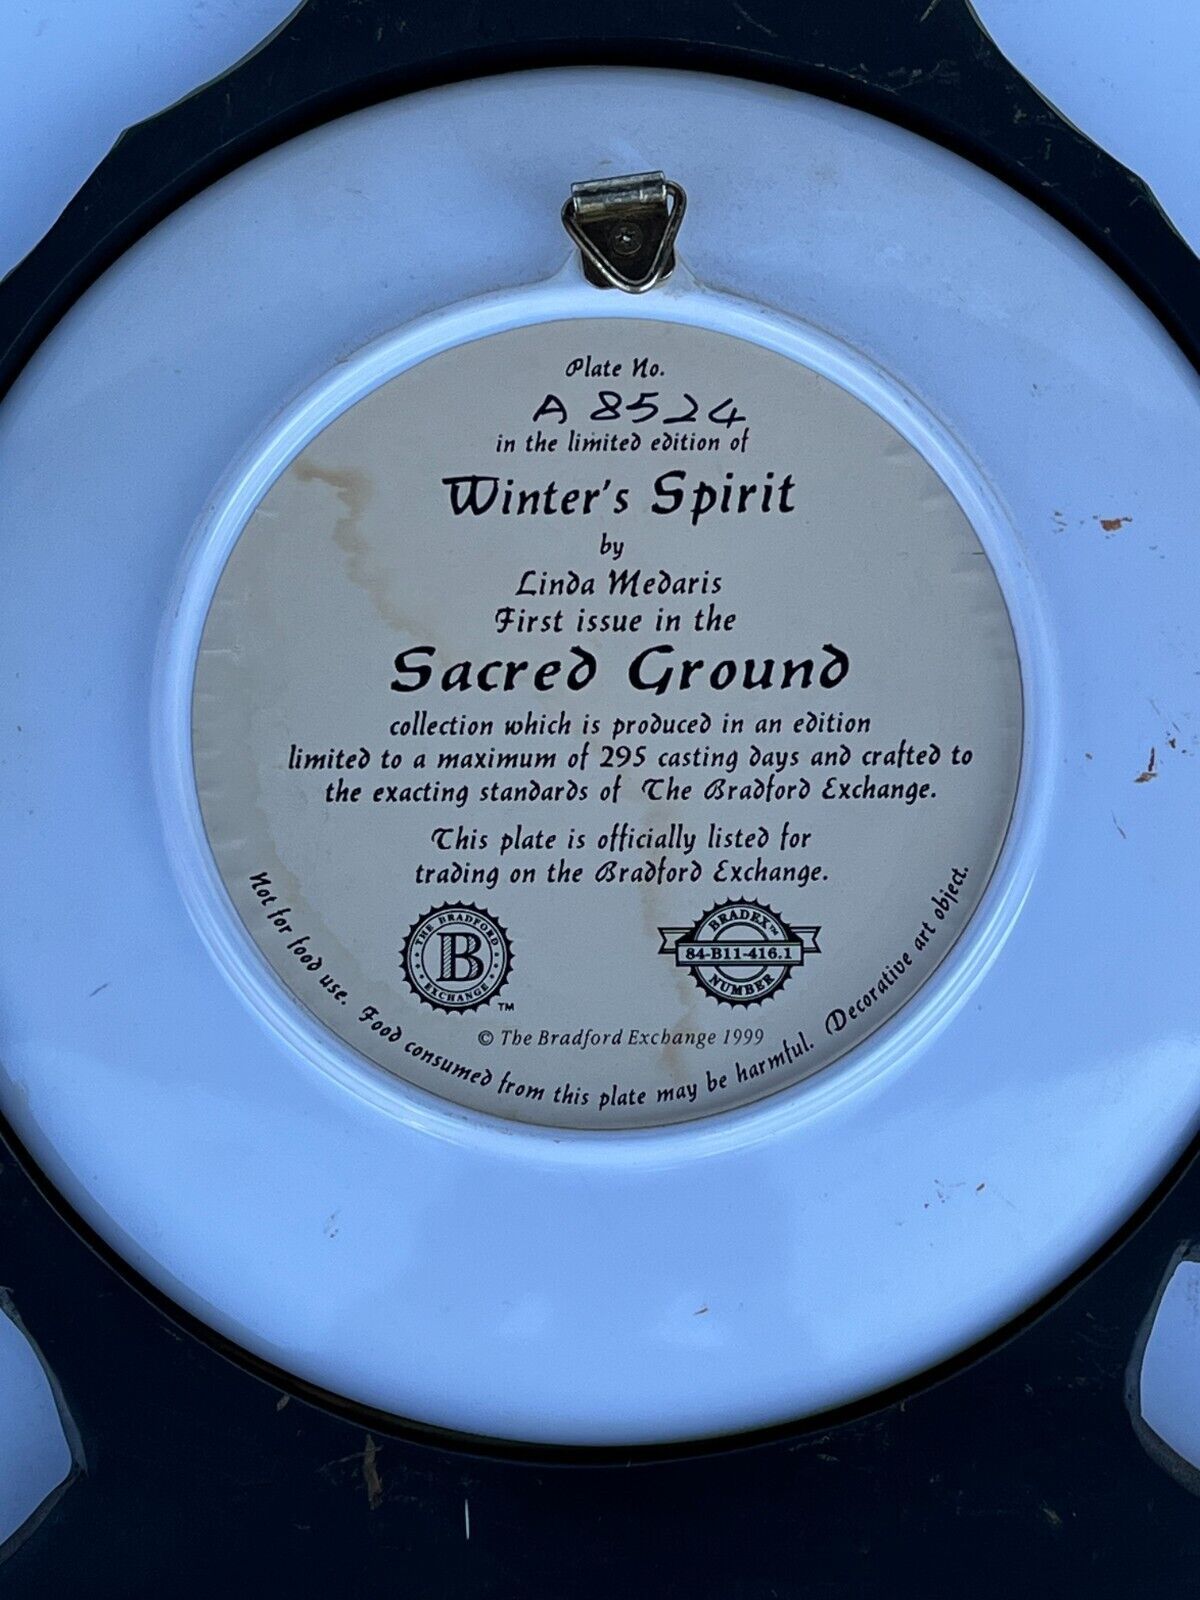 Plate No.
A 8524
in the limited edition of
Winter's Spirit
by
Linda Medaris
First issue in the
Sacred Ground
collection which is produced in an edition
limited to a maximum of 295 casting days and crafted to
the exacting standards of The Bradford Exchange.
This plate is officially listed for
trading on the Bradford Exchange.
THE BRADFORD
B
EXCHANGE
TM
BRADEX™
84-B11-416.1
NUMBER
© The Bradford Exchange 1999
Not for food use. Food consumed from this plate may be harmful. Decorative art object.